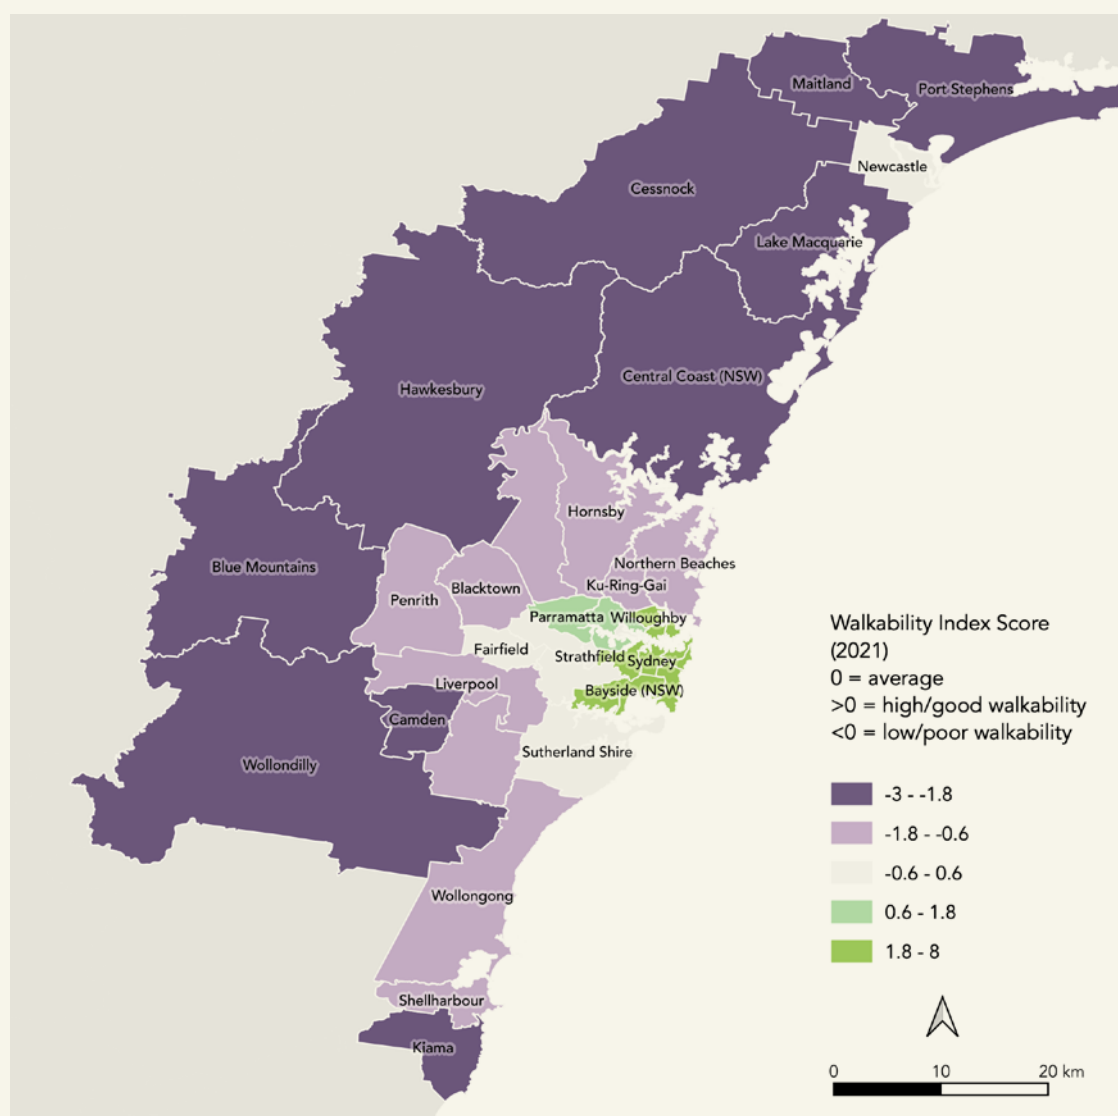 Maitland
Port Stephens
Newcastle
Cessnock
Lake Macquarie
Central Coast (NSW)
Hawkesbury
Hornsby
Northern Beaches
Blue Mountains
Ku-Ring-Gai
Blacktown
Penrith
Parramatta
Willoughby
Fairfield
Strathfield
Sydney
Liverpool
Bayside (NSW)
Camden
Sutherland Shire
Wollondilly
Wollongong
Shellharbour
Kiama
Walkability Index Score
(2021)
0 = average
>0 = high/good walkability
<0 = low/poor walkability
-3 - -1.8
-1.8 - -0.6
-0.6 - 0.6
0.6 - 1.8
1.8 - 8
0 10 20 km